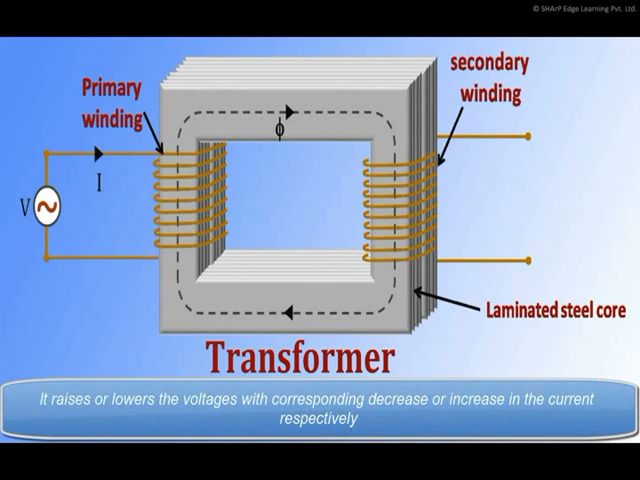 © SHArP Edge Learning Pvt. Ltd.
secondary
winding
Primary
winding
ϕ
I
V
Laminated steel core
Transformer
It raises or lowers the voltages with corresponding decrease or increase in the current
respectively